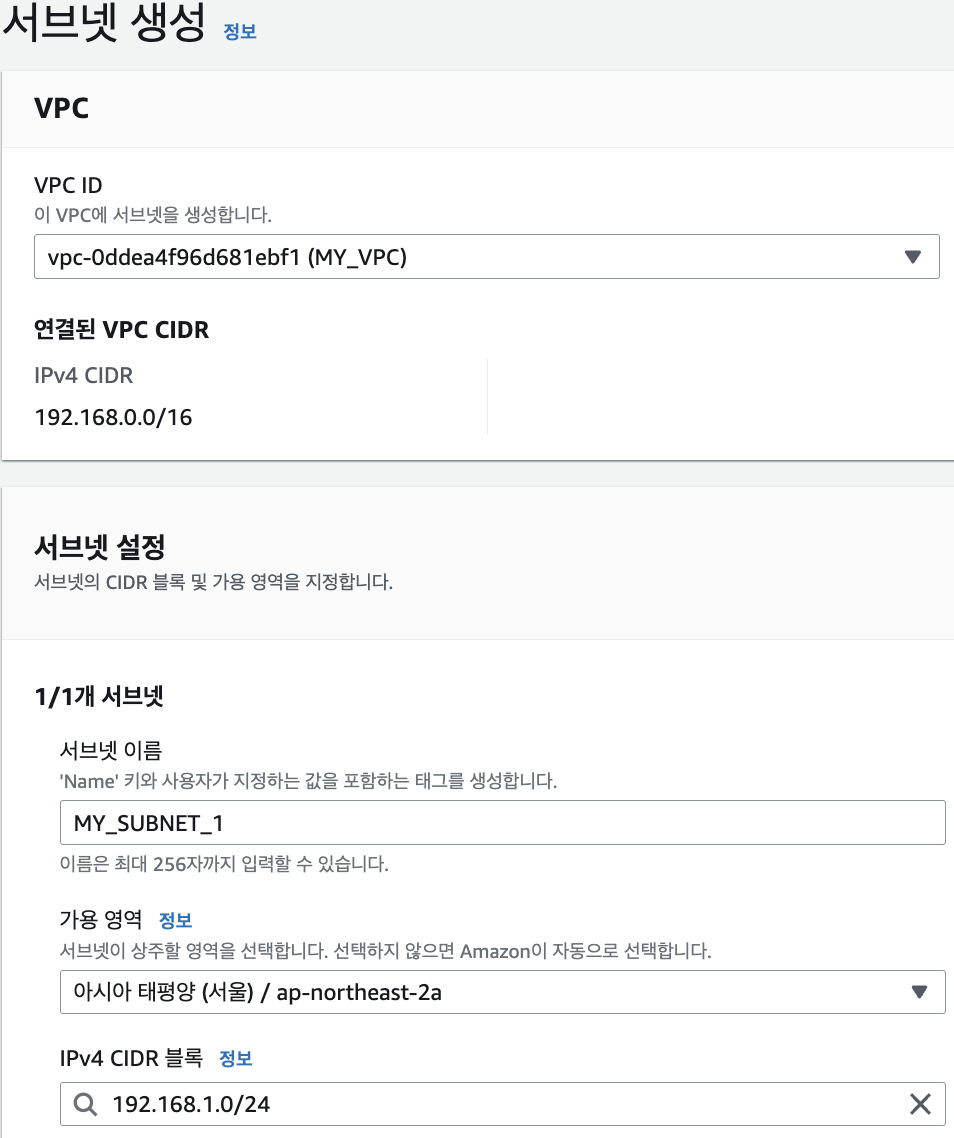 서브넷 생성 정보
VPC
VPC ID
이 VPC에 서브넷을 생성합니다.
vpc-0ddea4f96d681ebf1 (MY_VPC)
연결된 VPC CIDR
IPv4 CIDR
192.168.0.0/16
서브넷 설정
서브넷의 CIDR 블록 및 가용 영역을 지정합니다.
1/1개 서브넷
서브넷 이름
'Name' 키와 사용자가 지정하는 값을 포함하는 태그를 생성합니다.
MY_SUBNET_1
이름은 최대 256자까지 입력할 수 있습니다.
가용 영역 정보
서브넷이 상주할 영역을 선택합니다. 선택하지 않으면 Amazon이 자동으로 선택합니다.
아시아 태평양 (서울) / ap-northeast-2a
IPv4 CIDR 블록 정보
192.168.1.0/24